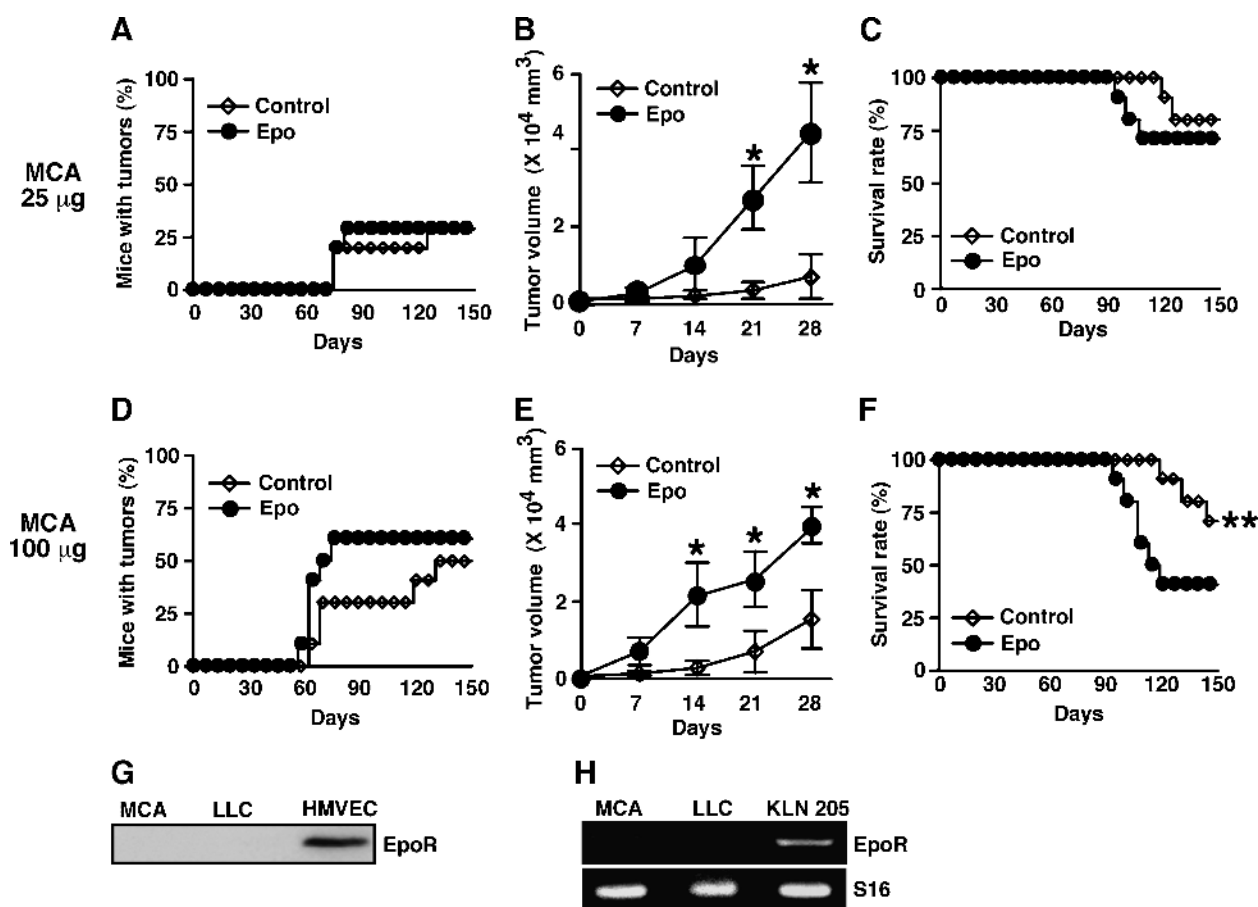 A
Mice with tumors (%)
100
75
50
25
0
Control
Epo
0 30 60 90 120 150
Days
B
Tumor volume (X 10⁴ mm³)
6
4
2
0
Control
Epo
*
*
0 7 14 21 28
Days
C
Survival rate (%)
100
75
50
25
0
Control
Epo
0 30 60 90 120 150
Days
MCA
25 μg
D
Mice with tumors (%)
100
75
50
25
0
Control
Epo
0 30 60 90 120 150
Days
E
Tumor volume (X 10⁴ mm³)
6
4
2
0
Control
Epo
* * *
0 7 14 21 28
Days
F
Survival rate (%)
100
75
50
25
0
**
Control
Epo
0 30 60 90 120 150
Days
MCA
100 μg
G
MCA LLC HMVEC
EpoR
H
MCA LLC KLN 205
EpoR
S16